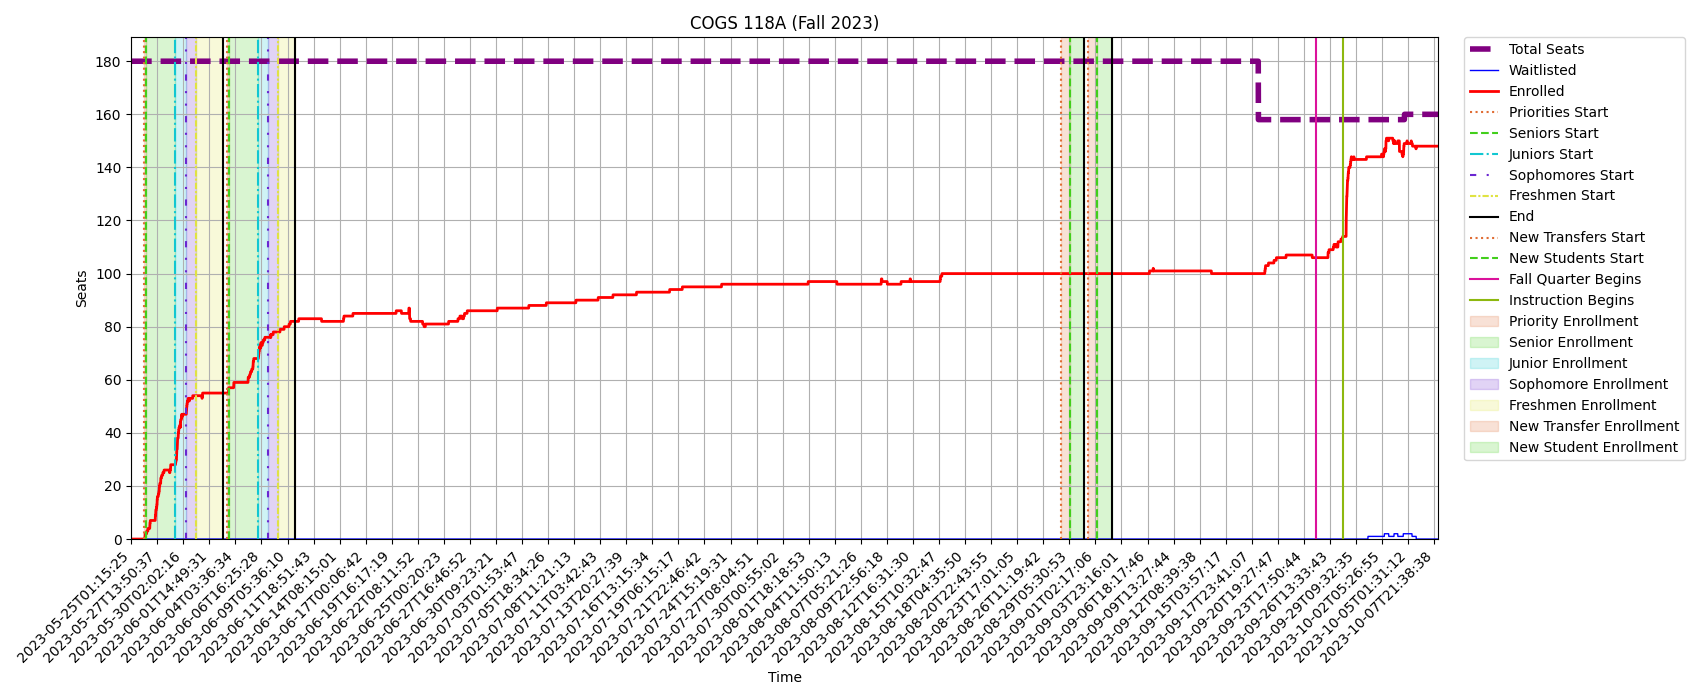 COGS 118A (Fall 2023)
Seats
180
160
140
120
100
80
60
40
20
0
2023-05-25T01:15:25
2023-05-27T13:50:37
2023-05-30T02:02:16
2023-06-01T14:49:31
2023-06-04T03:36:34
2023-06-06T16:25:28
2023-06-09T05:36:10
2023-06-11T18:51:43
2023-06-14T08:15:01
2023-06-17T00:06:42
2023-06-19T16:17:19
2023-06-22T08:11:52
2023-06-25T00:20:23
2023-06-27T16:46:52
2023-06-30T09:23:21
2023-07-03T01:53:47
2023-07-05T18:34:26
2023-07-08T11:21:13
2023-07-11T03:42:43
2023-07-13T20:27:39
2023-07-16T13:15:34
2023-07-19T06:15:17
2023-07-21T22:46:42
2023-07-24T15:19:31
2023-07-27T08:04:51
2023-07-30T00:55:02
2023-08-01T18:18:53
2023-08-04T11:50:13
2023-08-07T05:21:26
2023-08-09T22:56:18
2023-08-12T16:31:30
2023-08-15T10:32:47
2023-08-18T04:35:50
2023-08-20T22:43:55
2023-08-23T17:01:05
2023-08-26T11:19:42
2023-08-29T05:30:53
2023-09-01T02:17:06
2023-09-03T23:16:01
2023-09-06T18:17:46
2023-09-09T13:27:44
2023-09-12T08:39:38
2023-09-15T03:57:17
2023-09-17T23:41:07
2023-09-20T19:27:47
2023-09-23T17:50:44
2023-09-26T13:33:43
2023-09-29T09:32:35
2023-10-02T05:26:55
2023-10-05T01:31:12
2023-10-07T21:38:38
Time
Total Seats
Waitlisted
Enrolled
Priorities Start
Seniors Start
Juniors Start
Sophomores Start
Freshmen Start
End
New Transfers Start
New Students Start
Fall Quarter Begins
Instruction Begins
Priority Enrollment
Senior Enrollment
Junior Enrollment
Sophomore Enrollment
Freshmen Enrollment
New Transfer Enrollment
New Student Enrollment